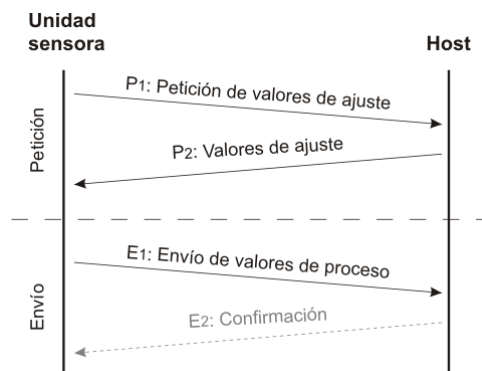 Unidad
sensora
Host
Petición
P1: Petición de valores de ajuste
P2: Valores de ajuste
Envío
E1: Envío de valores de proceso
E2: Confirmación